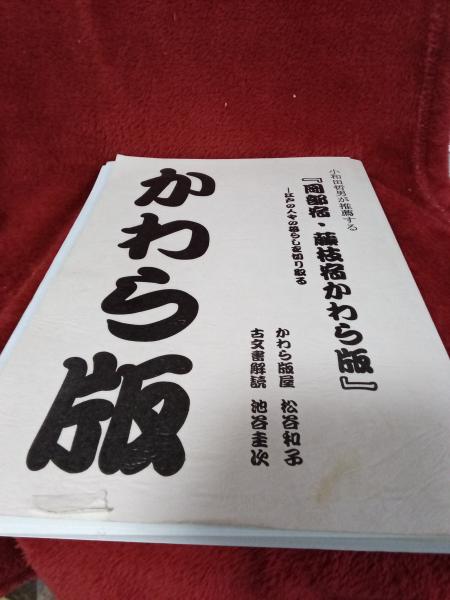 小和田哲男が推薦する
『岡部宿・藤枝宿かわら版』
―江戸の人々の暮らしを切り取る
かわら版屋 松谷和子
古文書解読 池谷圭次
かわら版